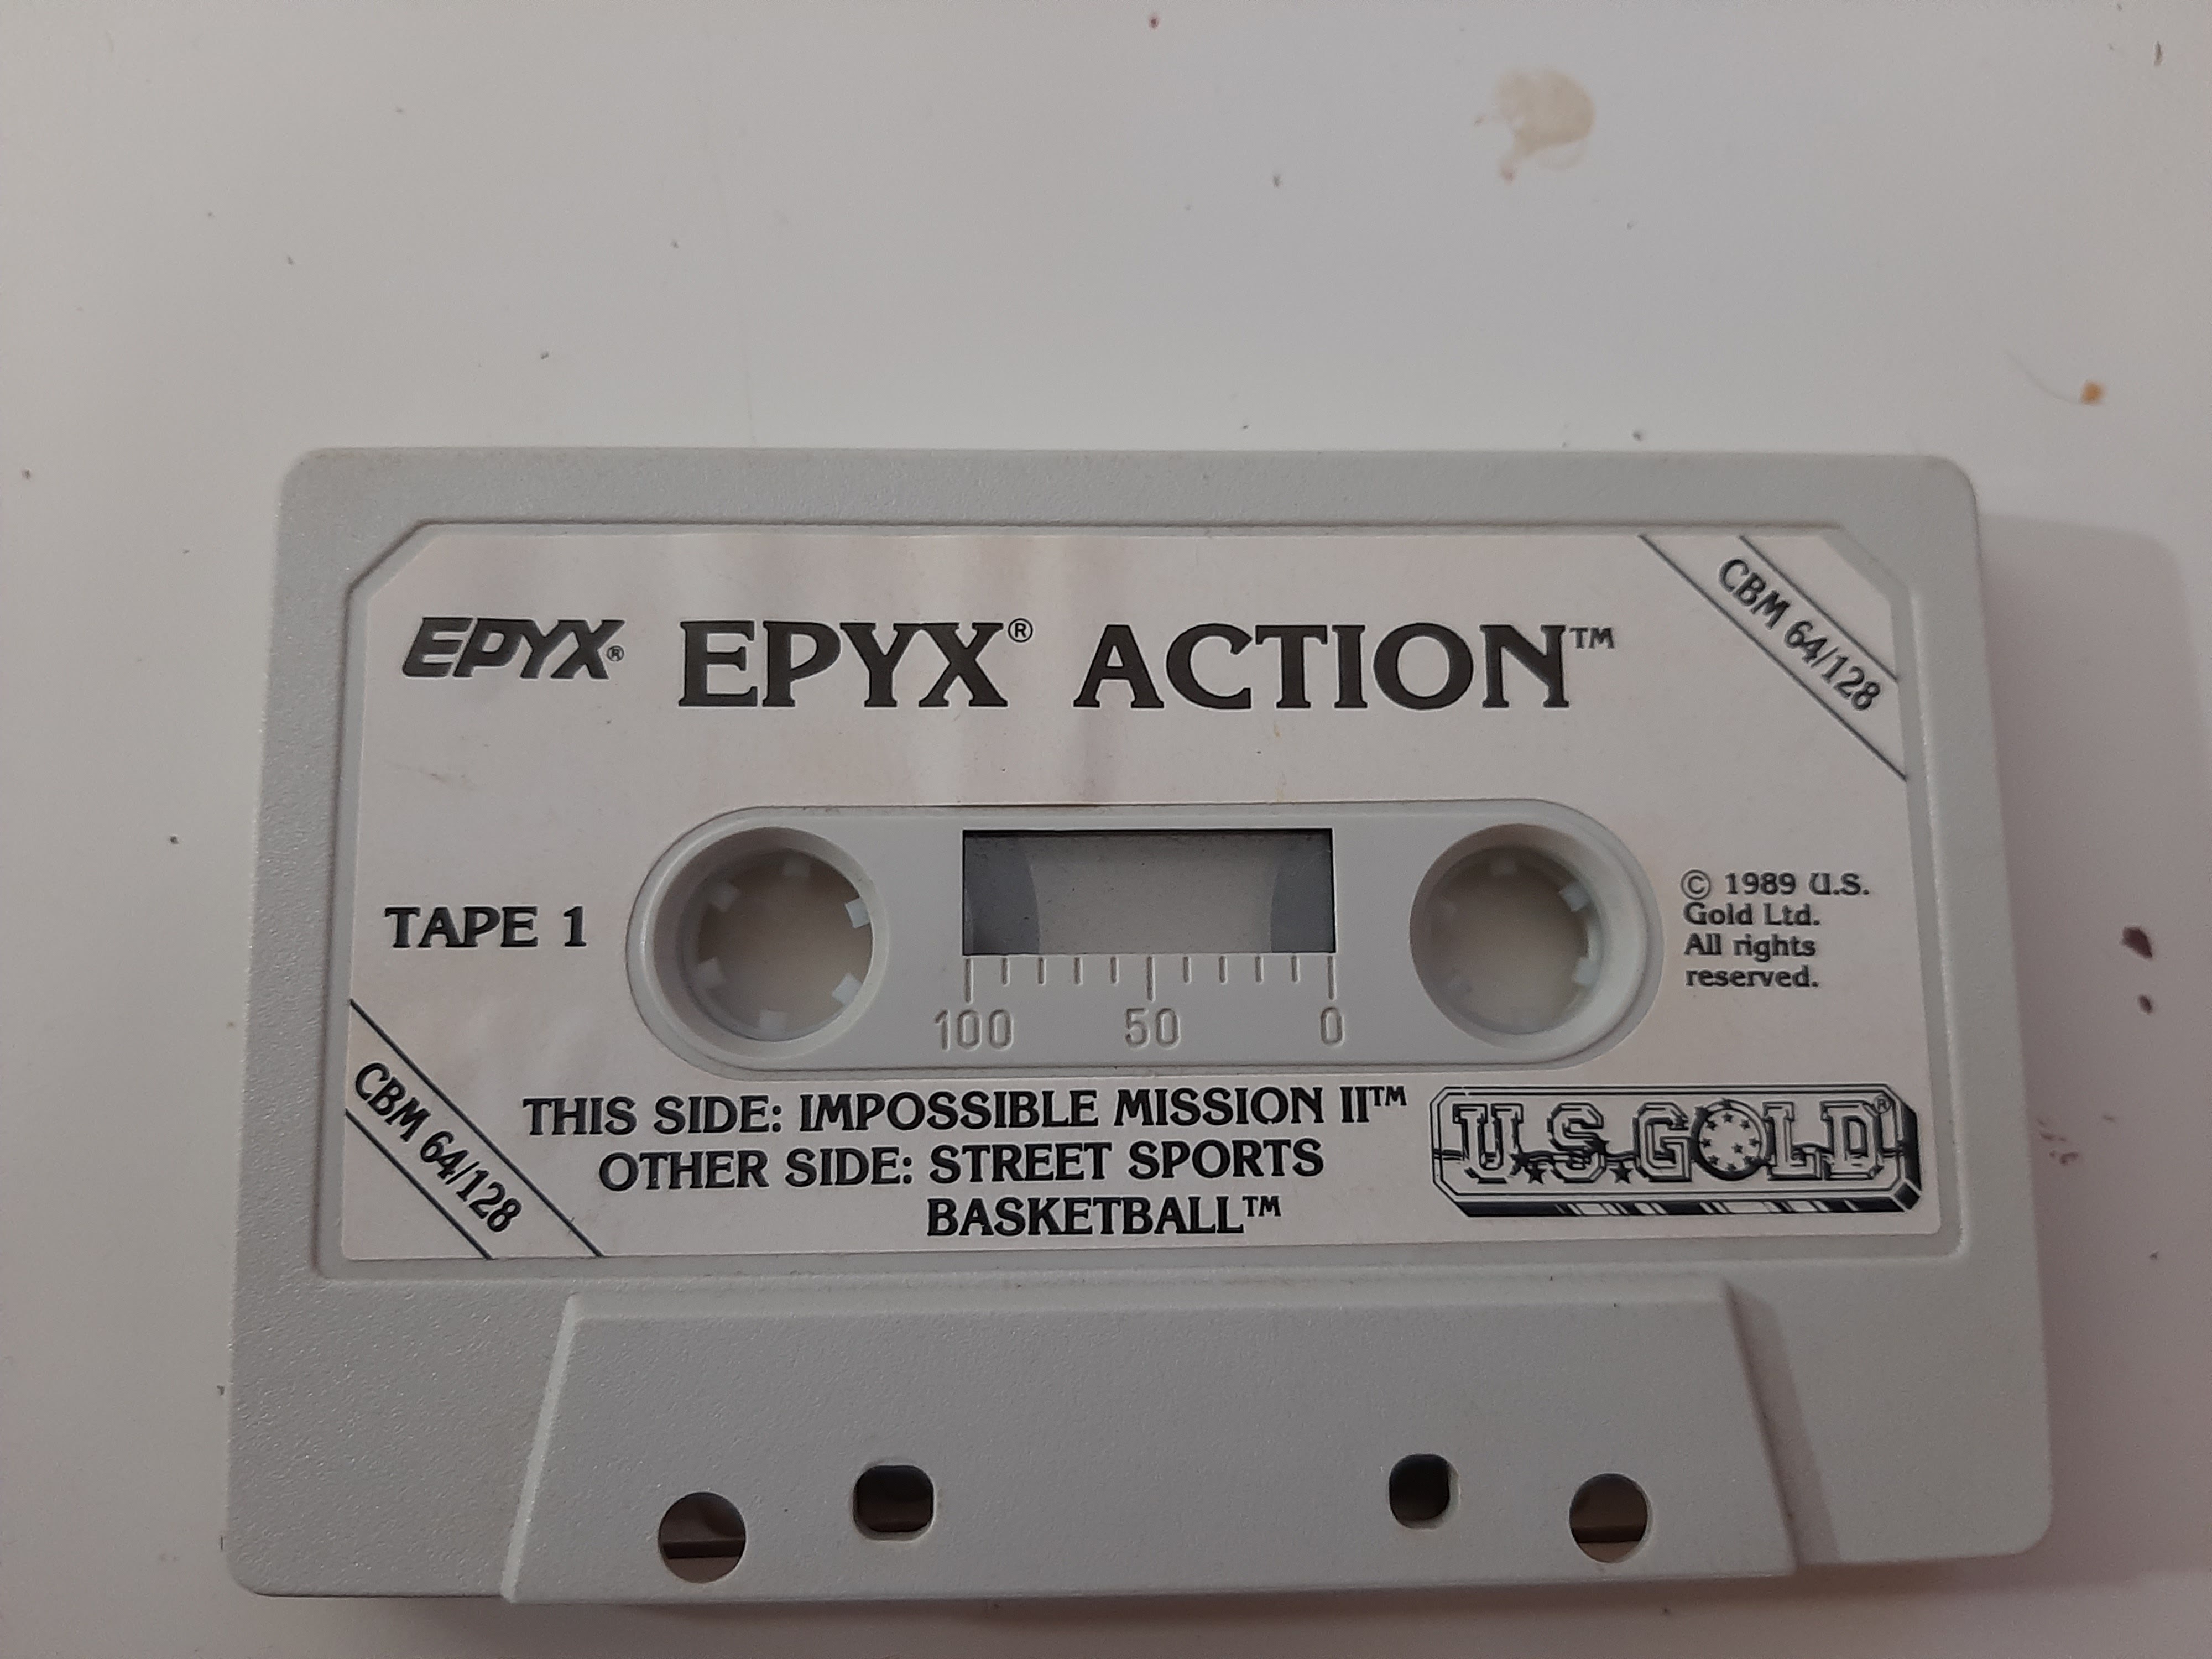 EPYX® EPYX® ACTION™
CBM 64/128
TAPE 1
© 1989 U.S.
Gold Ltd.
All rights
reserved.
100 50 0
CBM 64/128
THIS SIDE: IMPOSSIBLE MISSION II™
OTHER SIDE: STREET SPORTS
BASKETBALL™
U.S. GOLD®